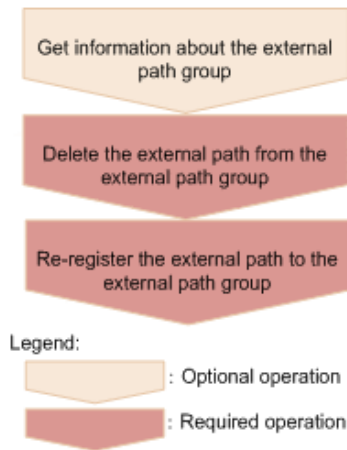 Get information about the external
path group
Delete the external path from the
external path group
Re-register the external path to the
external path group
Legend:
: Optional operation
: Required operation